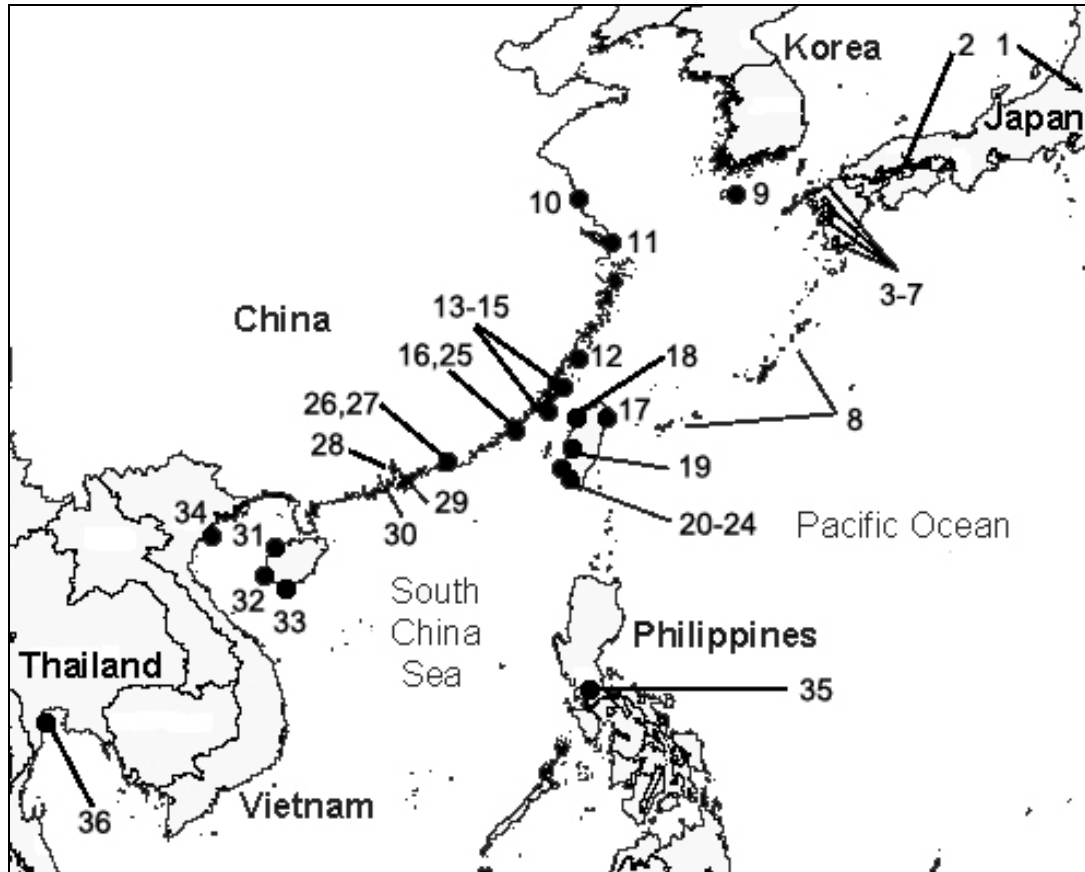 Korea
2
1
Japan
10
9
11
3-7
China
13-15
16,25
12
18
26,27
17
8
28
19
29
34
31
30
20-24
Pacific Ocean
32
33
South
China
Sea
Philippines
Thailand
35
Vietnam
36